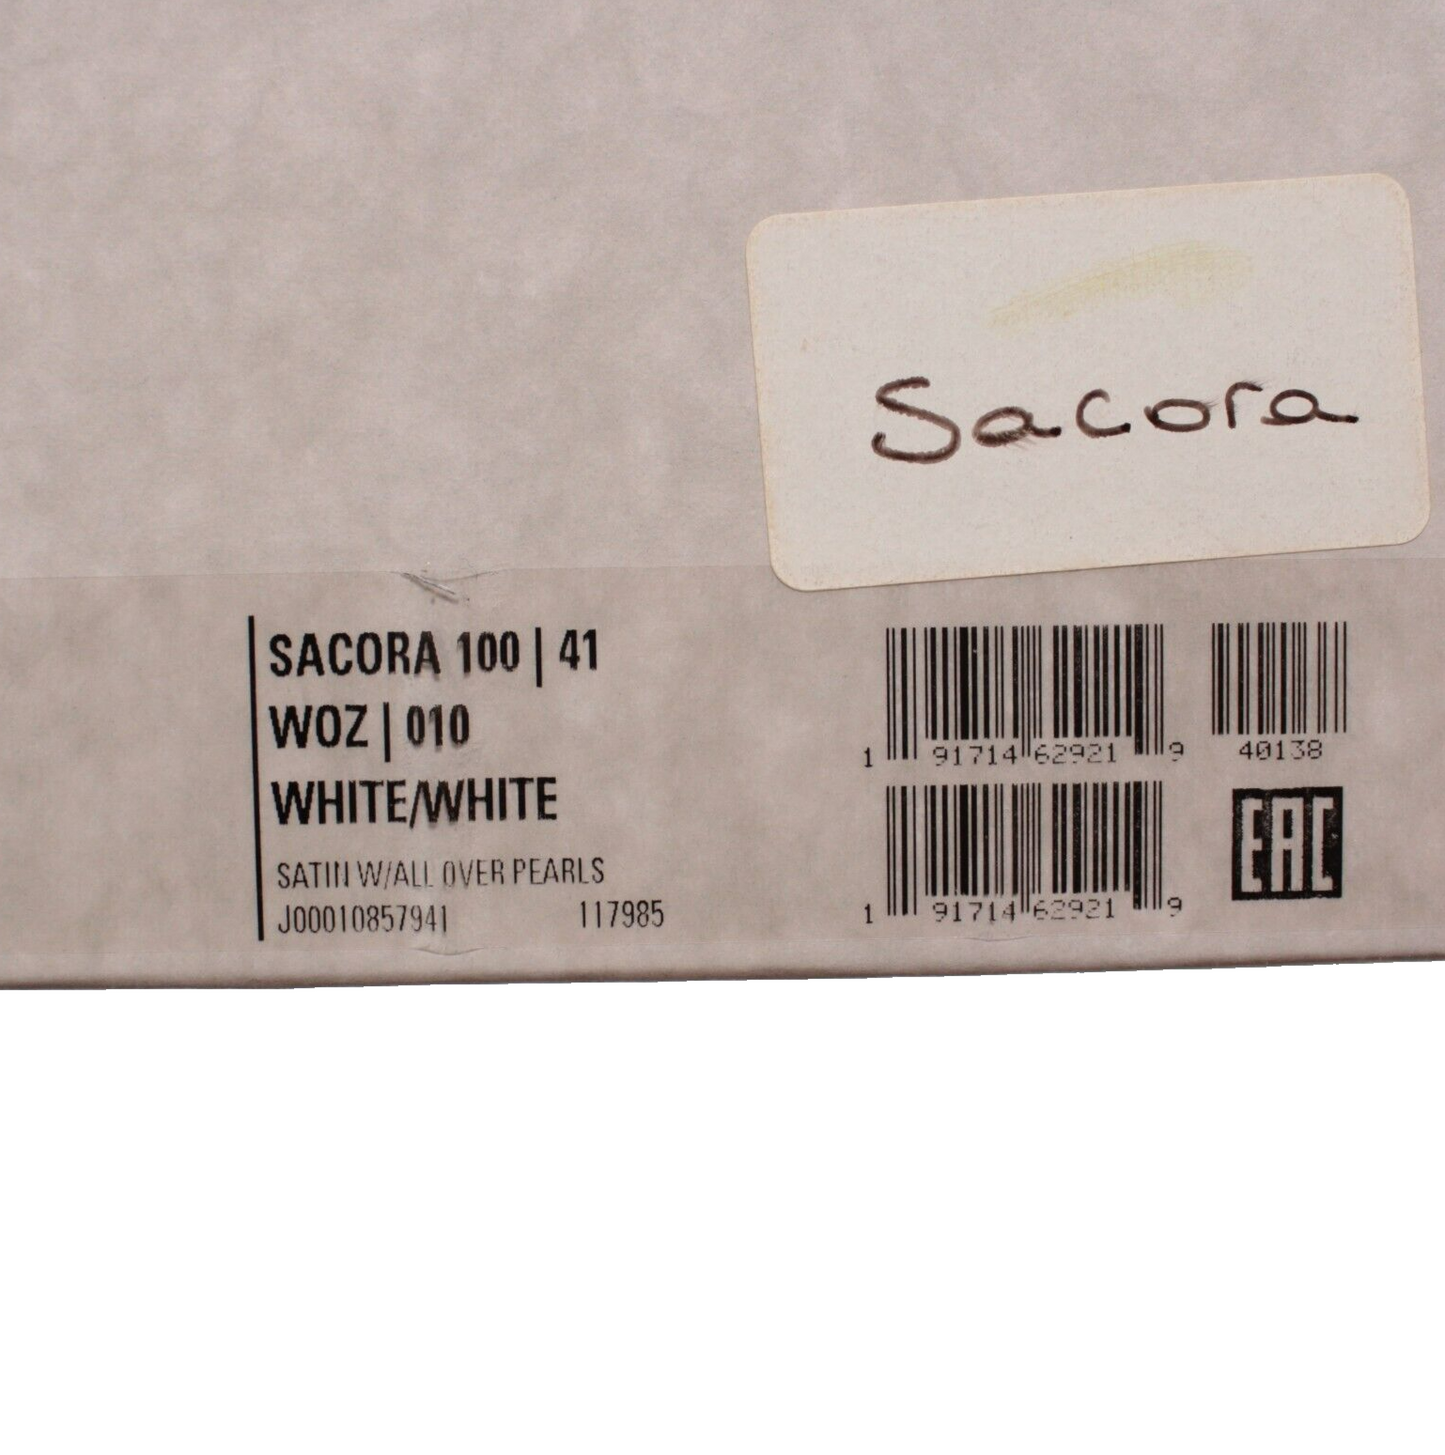 Sacora
SACORA 100 | 41
WOZ | 010
WHITE/WHITE
SATIN W/ALL OVER PEARLS
J00010857941 117985
1 91714 62921 9 40138
1 91714 62921 9
EAC